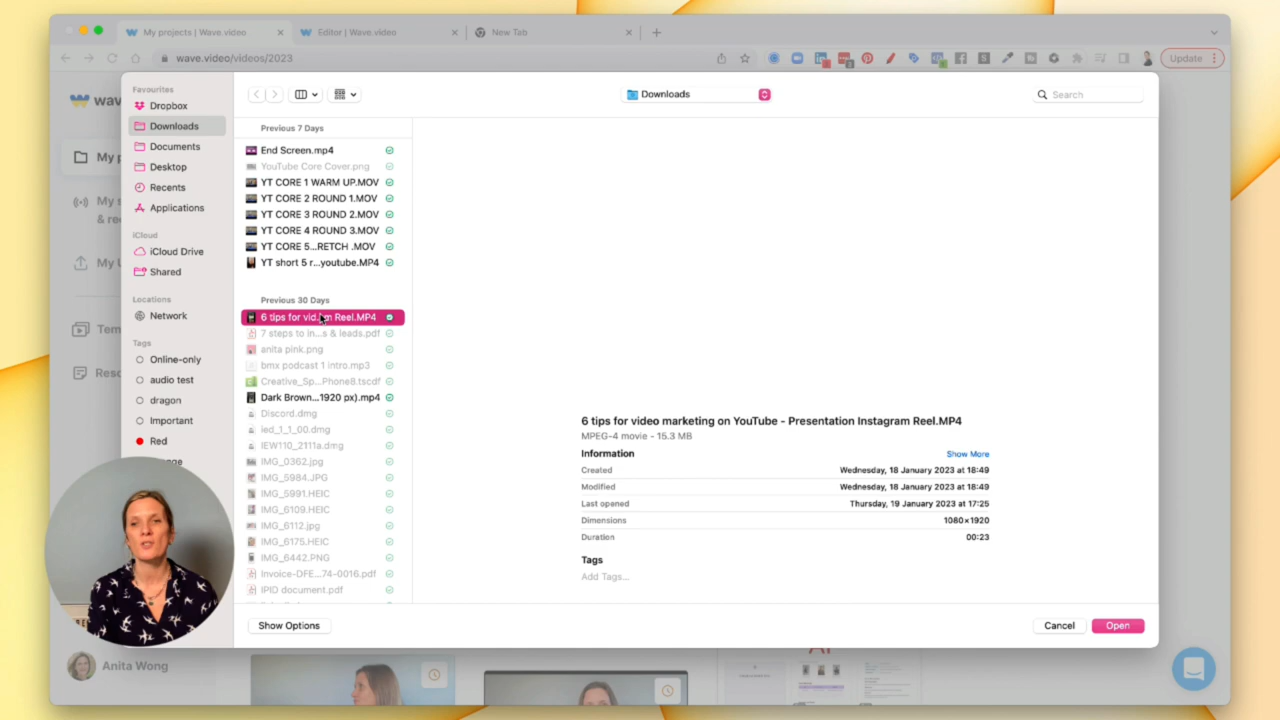 My projects | Wave.video
Editor | Wave.video
New Tab
wave.video/videos/2023
Update
wav
My p
My s
& rec
My U
Tem
Reso
Anita Wong
Favourites
Dropbox
Downloads
Documents
Desktop
Recents
Applications
iCloud
iCloud Drive
Shared
Locations
Network
Tags
Online-only
audio test
dragon
Important
Red
nge
Downloads
Search
Previous 7 Days
End Screen.mp4
YouTube Core Cover.png
YT CORE 1 WARM UP.MOV
YT CORE 2 ROUND 1.MOV
YT CORE 3 ROUND 2.MOV
YT CORE 4 ROUND 3.MOV
YT CORE 5...RETCH .MOV
YT short 5 r...youtube.MP4
Previous 30 Days
6 tips for vid...m Reel.MP4
7 steps to in...s & leads.pdf
anita pink.png
bmx podcast 1 intro.mp3
Creative_Sp...Phone8.tscdf
Dark Brown...1920 px).mp4
Discord.dmg
ied_1_1_00.dmg
IEW110_2111a.dmg
IMG_0362.jpg
IMG_5984.JPG
IMG_5991.HEIC
IMG_6109.HEIC
IMG_6112.jpg
IMG_6175.HEIC
IMG_6442.PNG
Invoice-DFE...74-0016.pdf
IPID document.pdf
6 tips for video marketing on YouTube - Presentation Instagram Reel.MP4
MPEG-4 movie - 15.3 MB
Information
Show More
Created Wednesday, 18 January 2023 at 18:49
Modified Wednesday, 18 January 2023 at 18:49
Last opened Thursday, 19 January 2023 at 17:25
Dimensions 1080×1920
Duration 00:23
Tags
Add Tags...
Show Options
Cancel
Open